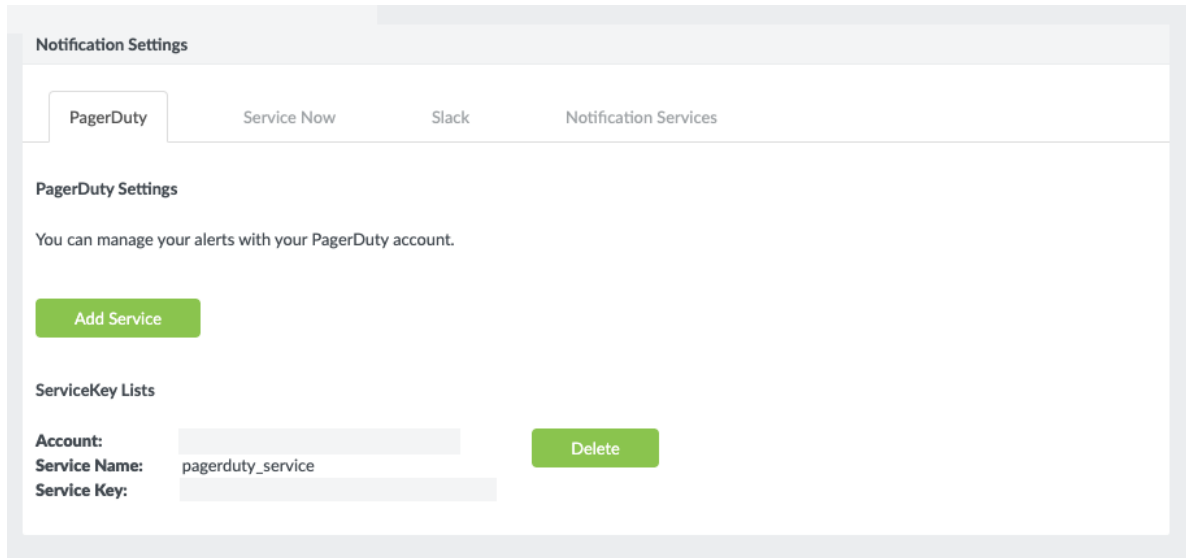 Notification Settings
PagerDuty Service Now Slack Notification Services
PagerDuty Settings
You can manage your alerts with your PagerDuty account.
Add Service
ServiceKey Lists
Account:
Delete
Service Name: pagerduty_service
Service Key: